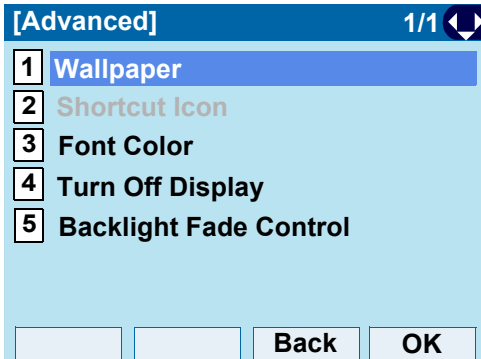 [Advanced] 1/1
1 Wallpaper
2 Shortcut Icon
3 Font Color
4 Turn Off Display
5 Backlight Fade Control
Back OK